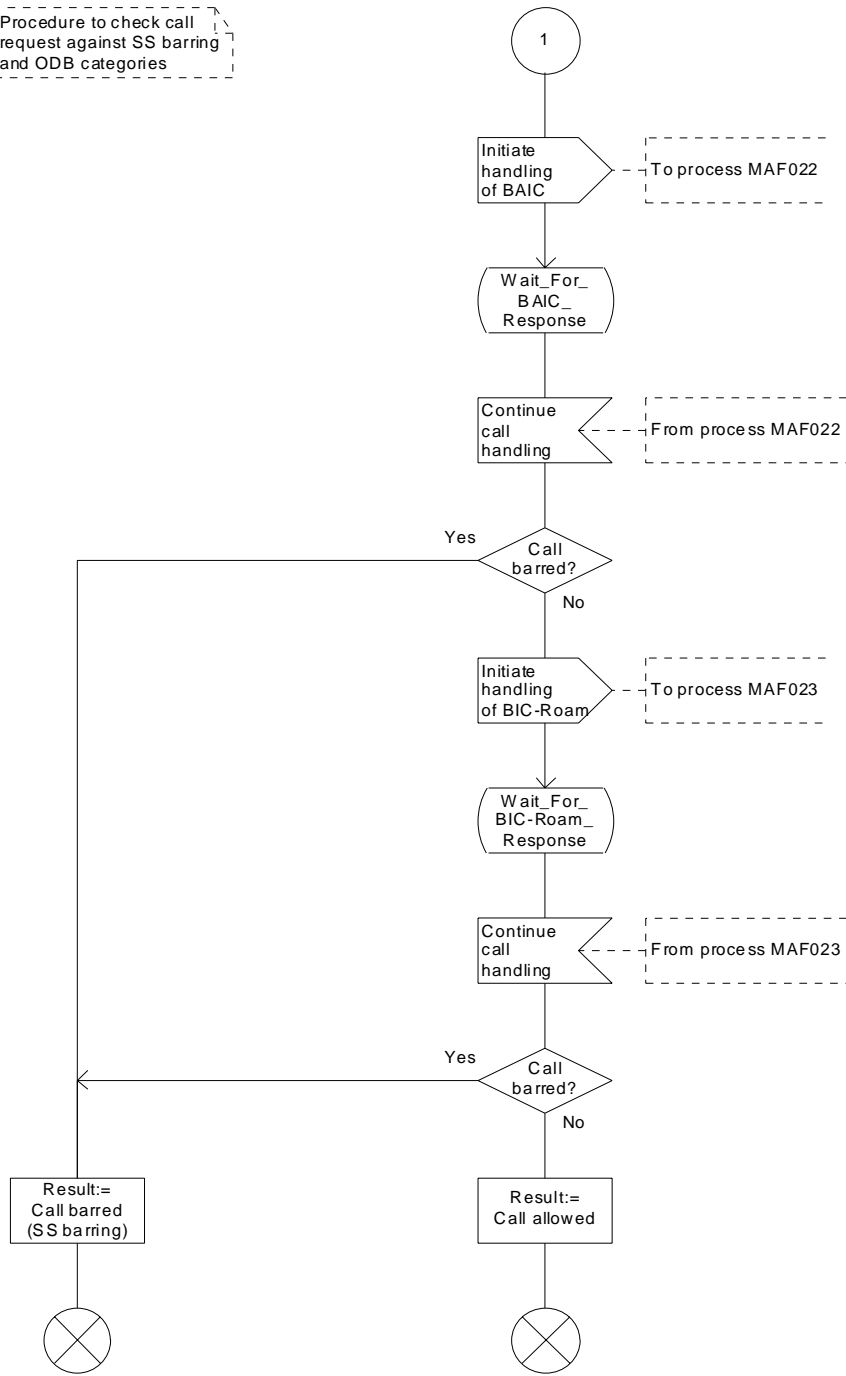 Procedure to check call
request against SS barring
and ODB categories
1
Initiate
handling
of BAIC
To process MAF022
Wait_For_
BAIC_
Response
Continue
call
handling
From process MAF022
Yes
Call
barred?
No
Initiate
handling
of BIC-Roam
To process MAF023
Wait_For_
BIC-Roam_
Response
Continue
call
handling
From process MAF023
Yes
Call
barred?
No
Result:=
Call barred
(SS barring)
Result:=
Call allowed